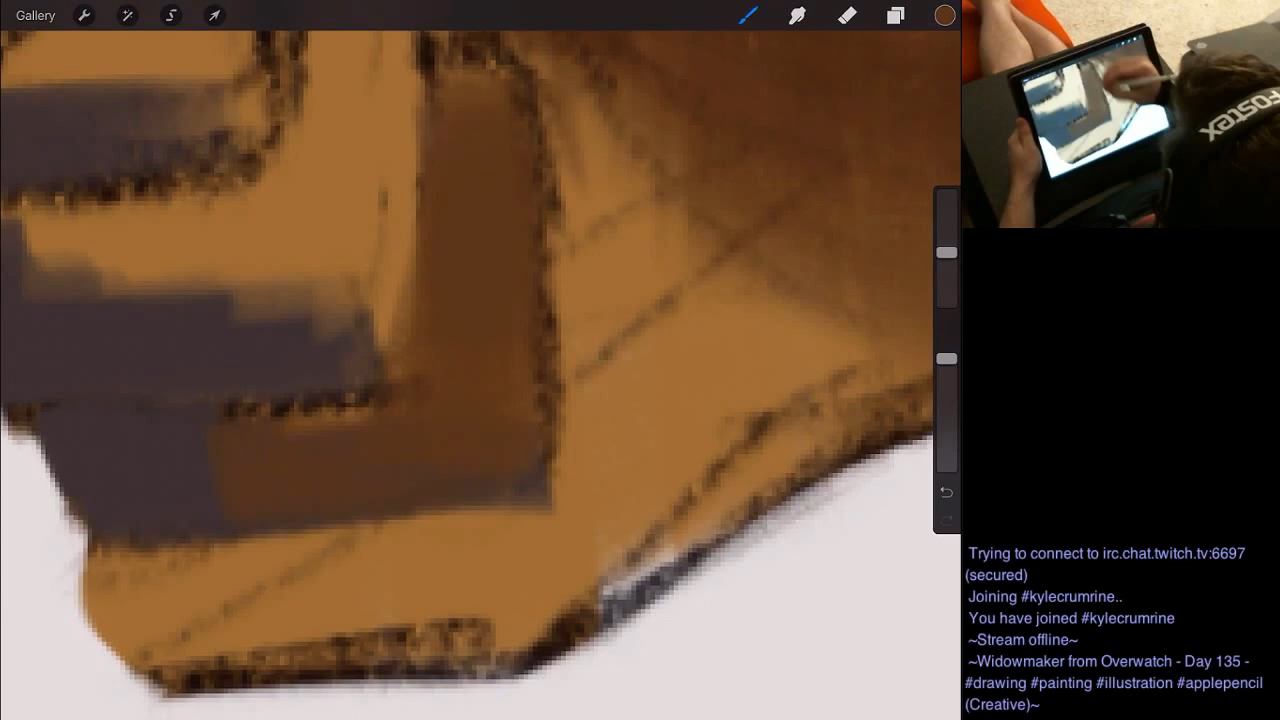 Gallery
Fostex
Trying to connect to irc.chat.twitch.tv:6697
(secured)
Joining #kylecrumrine..
You have joined #kylecrumrine
~Stream offline~
~Widowmaker from Overwatch - Day 135 -
#drawing #painting #illustration #applepencil
(Creative)~